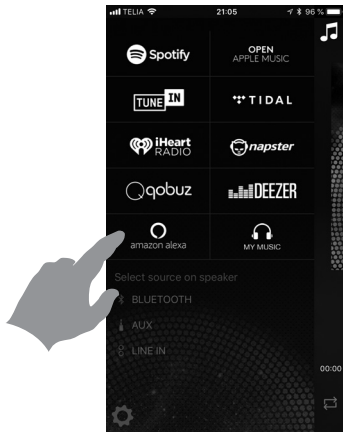 TELIA 21:05 96 %
Spotify
OPEN
APPLE MUSIC
TUNE IN
TIDAL
iHeart
RADIO
napster
qobuz
DEEZER
amazon alexa
MY MUSIC
Select source on speaker
BLUETOOTH
AUX
LINE IN
00:00